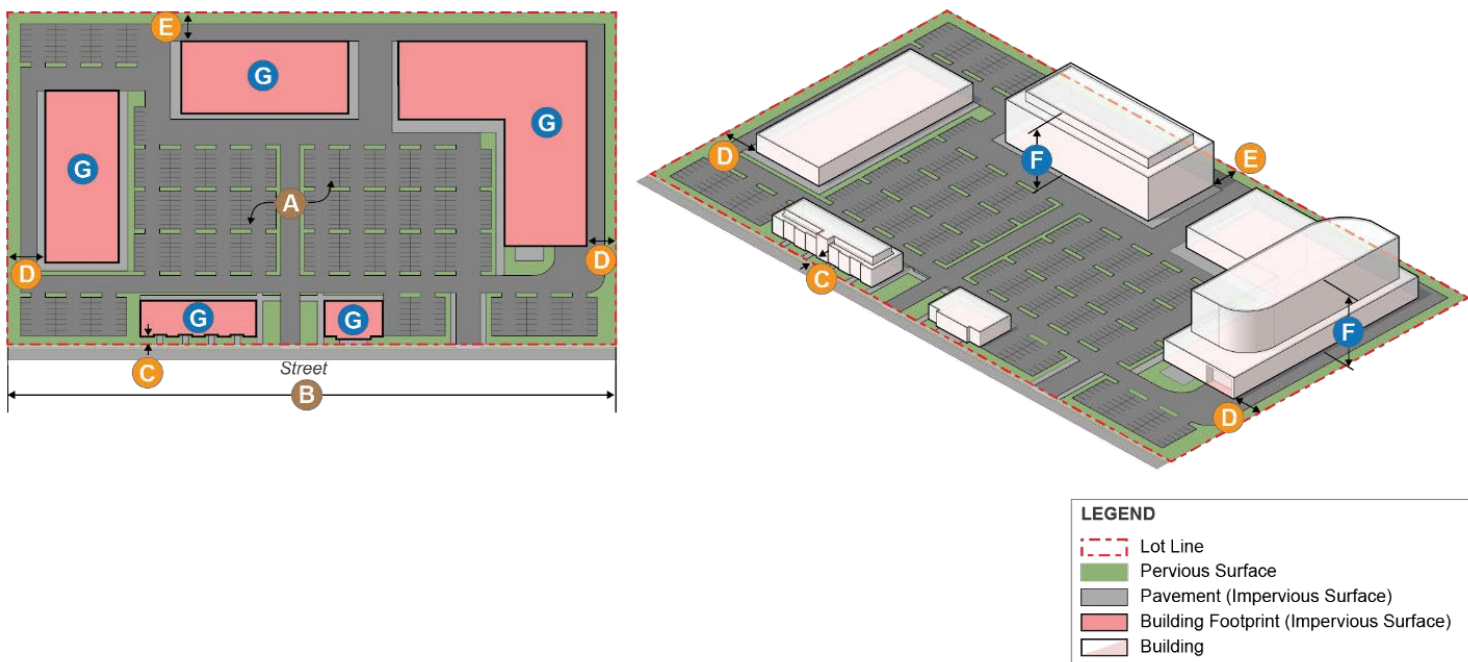 E
G
G
G
A
D
D
G
G
C
Street
B
D
F
E
C
F
D
LEGEND
Lot Line
Pervious Surface
Pavement (Impervious Surface)
Building Footprint (Impervious Surface)
Building